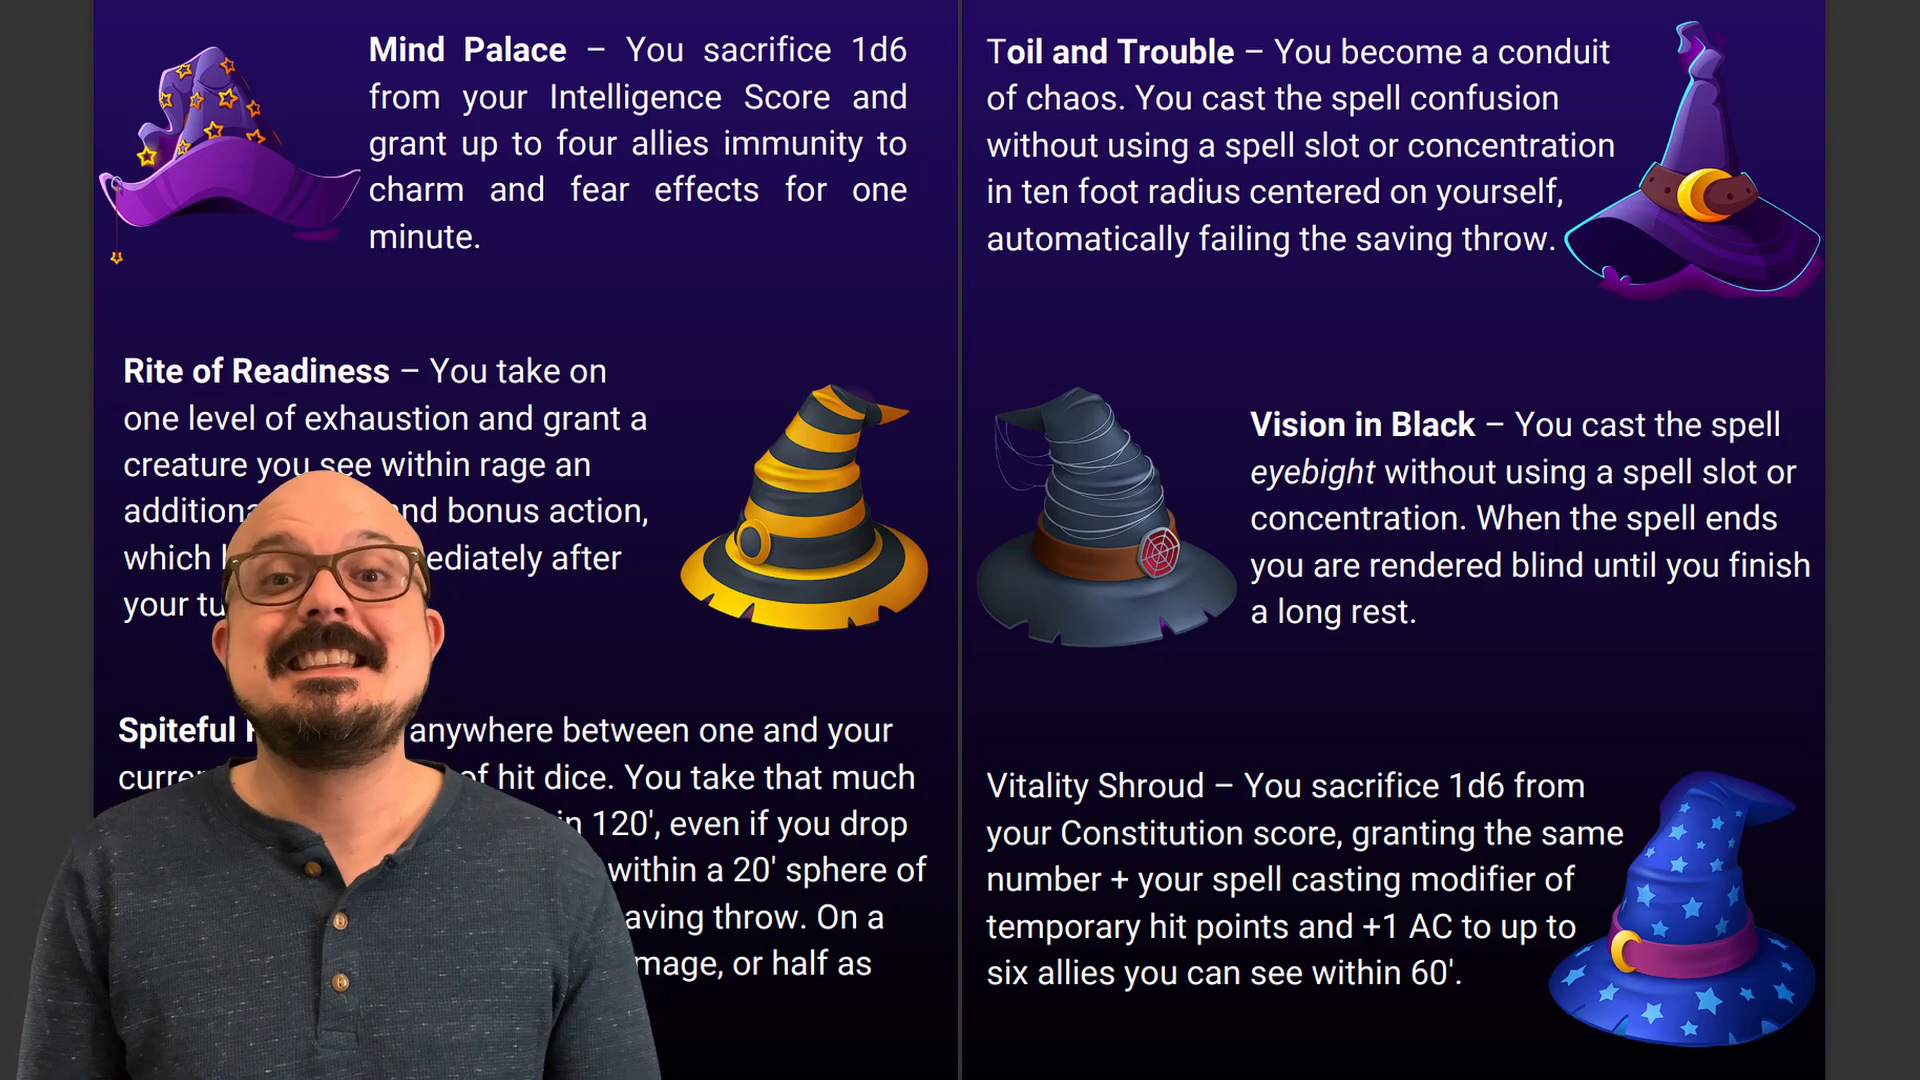 Mind Palace – You sacrifice 1d6
from your Intelligence Score and
grant up to four allies immunity to
charm and fear effects for one
minute.
Rite of Readiness – You take on
one level of exhaustion and grant a
creature you see within rage an
and bonus action,
which
after
your
Spiteful
anywhere between one and your
of hit dice. You take that much
in 120', even if you drop
within a 20' sphere of
throw. On a
or half as
Toil and Trouble – You become a conduit
of chaos. You cast the spell confusion
without using a spell slot or concentration
in ten foot radius centered on yourself,
automatically failing the saving throw.
Vision in Black – You cast the spell
eyebight without using a spell slot or
concentration. When the spell ends
you are rendered blind until you finish
a long rest.
Vitality Shroud – You sacrifice 1d6 from
your Constitution score, granting the same
number + your spell casting modifier of
temporary hit points and +1 AC to up to
six allies you can see within 60'.